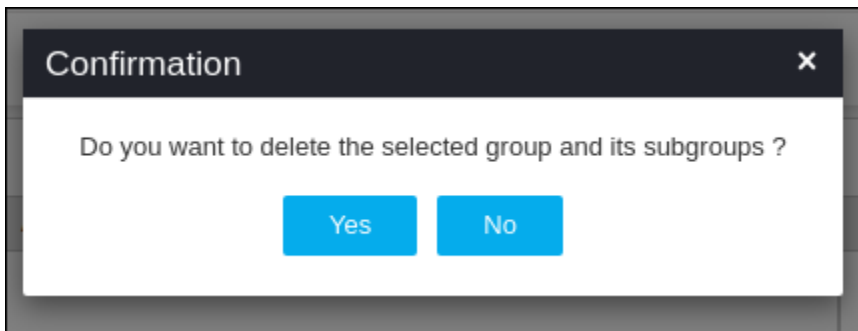 Confirmation
Do you want to delete the selected group and its subgroups ?
Yes
No